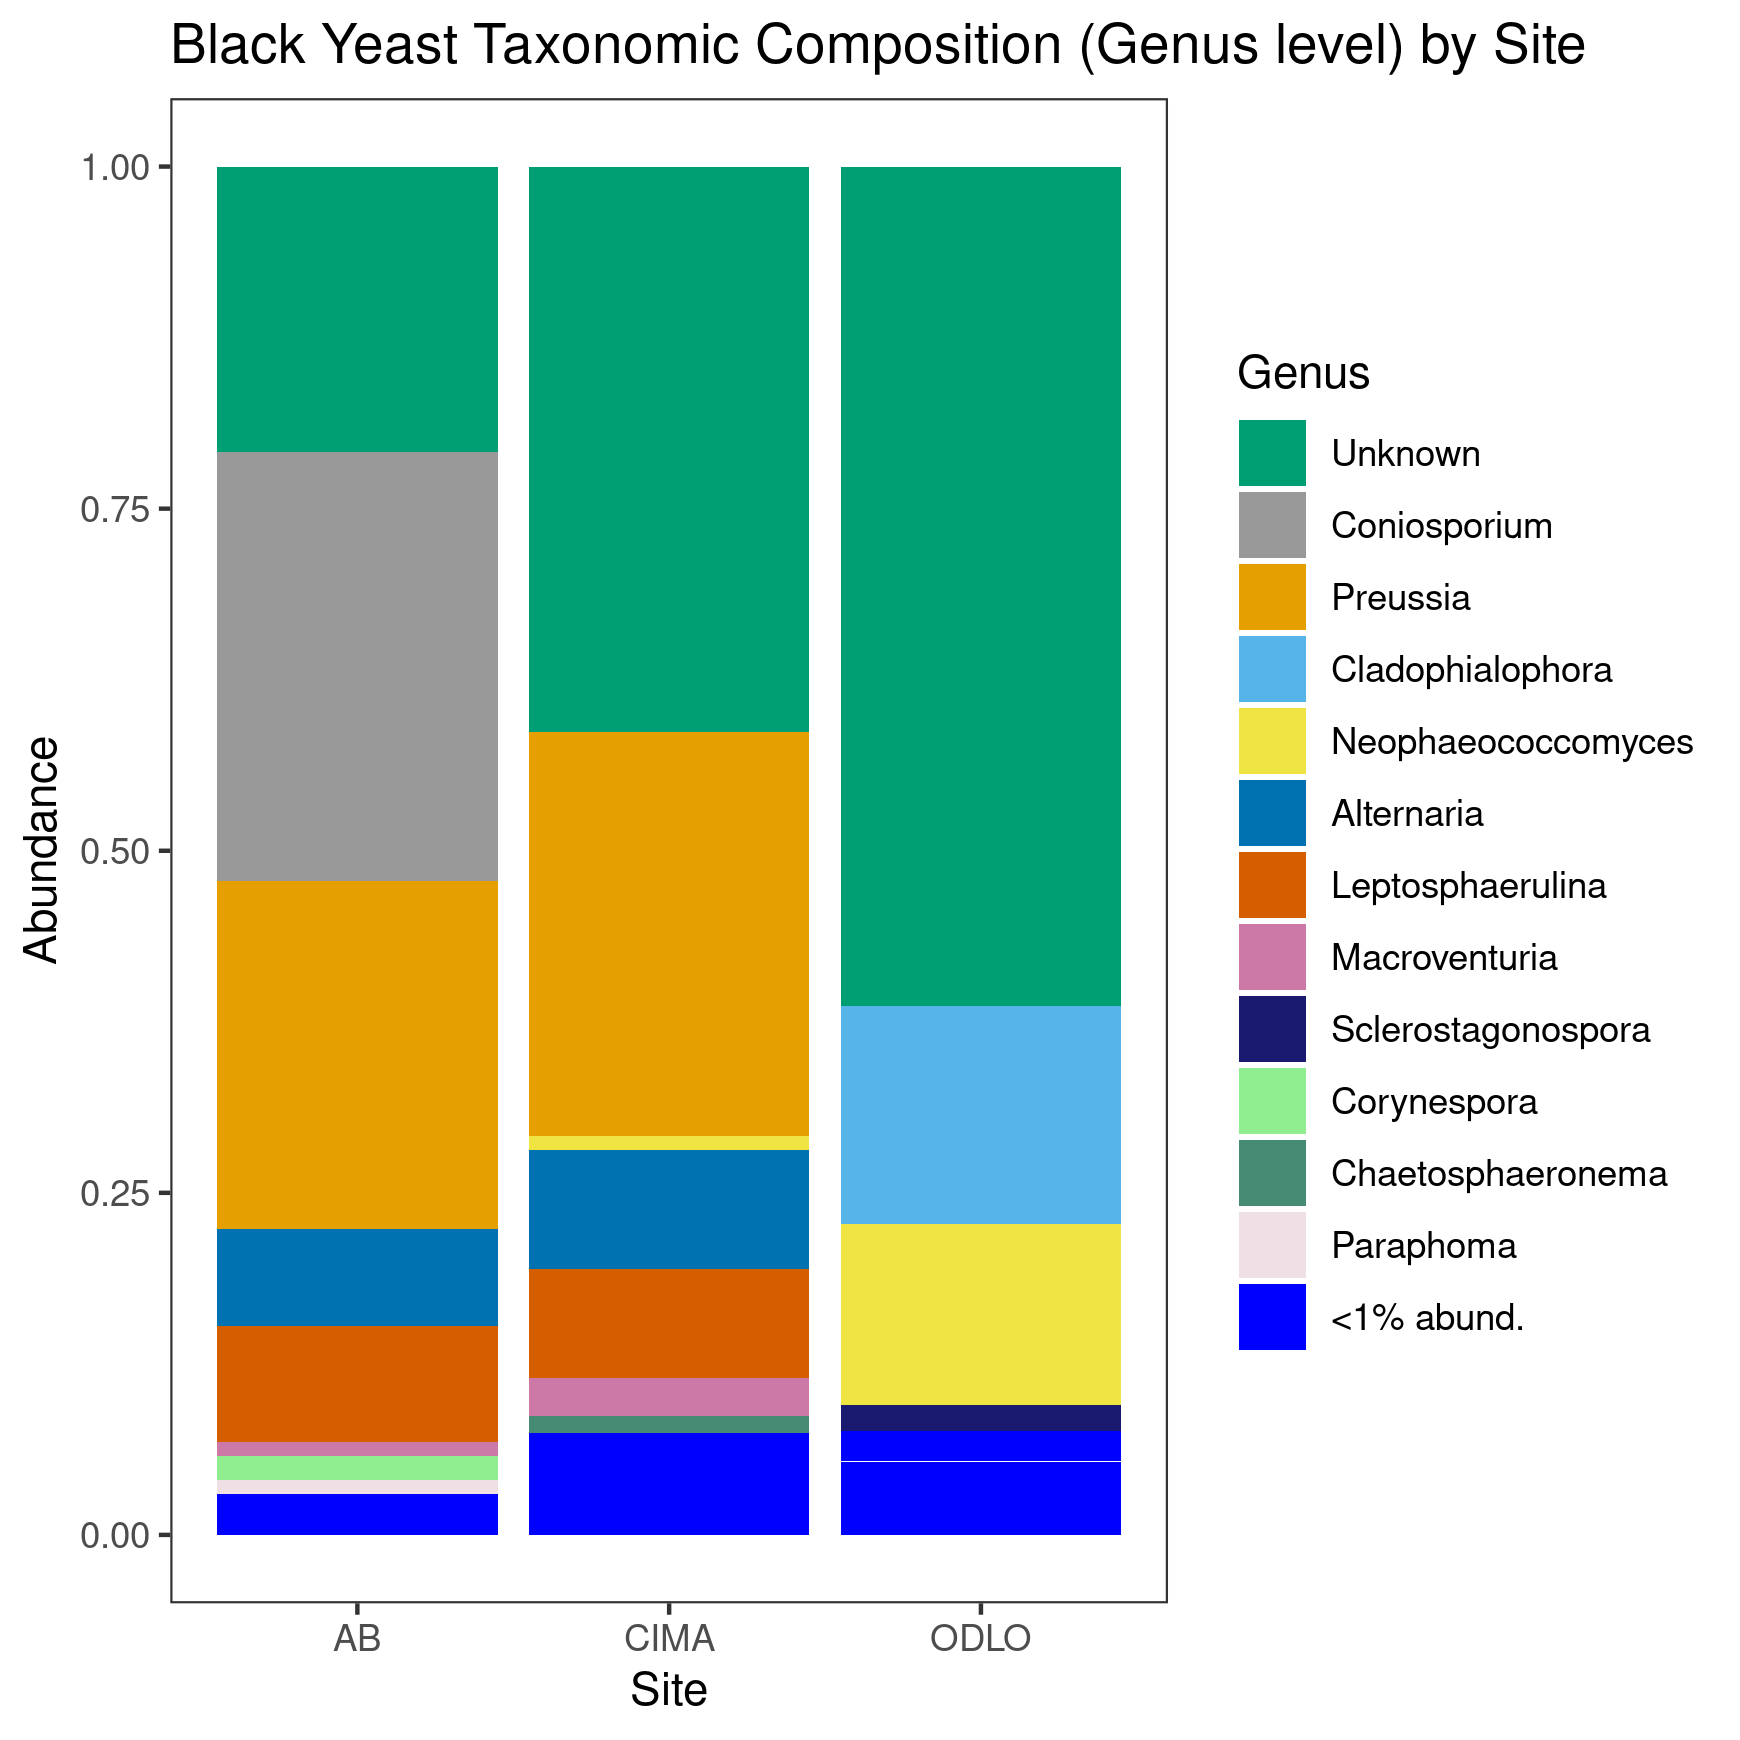 Black Yeast Taxonomic Composition (Genus level) by Site
1.00
0.75
0.50
0.25
0.00
Abundance
AB
CIMA
ODLO
Site
Genus
Unknown
Coniosporium
Preussia
Cladophialophora
Neophaeococcomyces
Alternaria
Leptosphaerulina
Macroventuria
Sclerostagonospora
Corynespora
Chaetosphaeronema
Paraphoma
<1% abund.